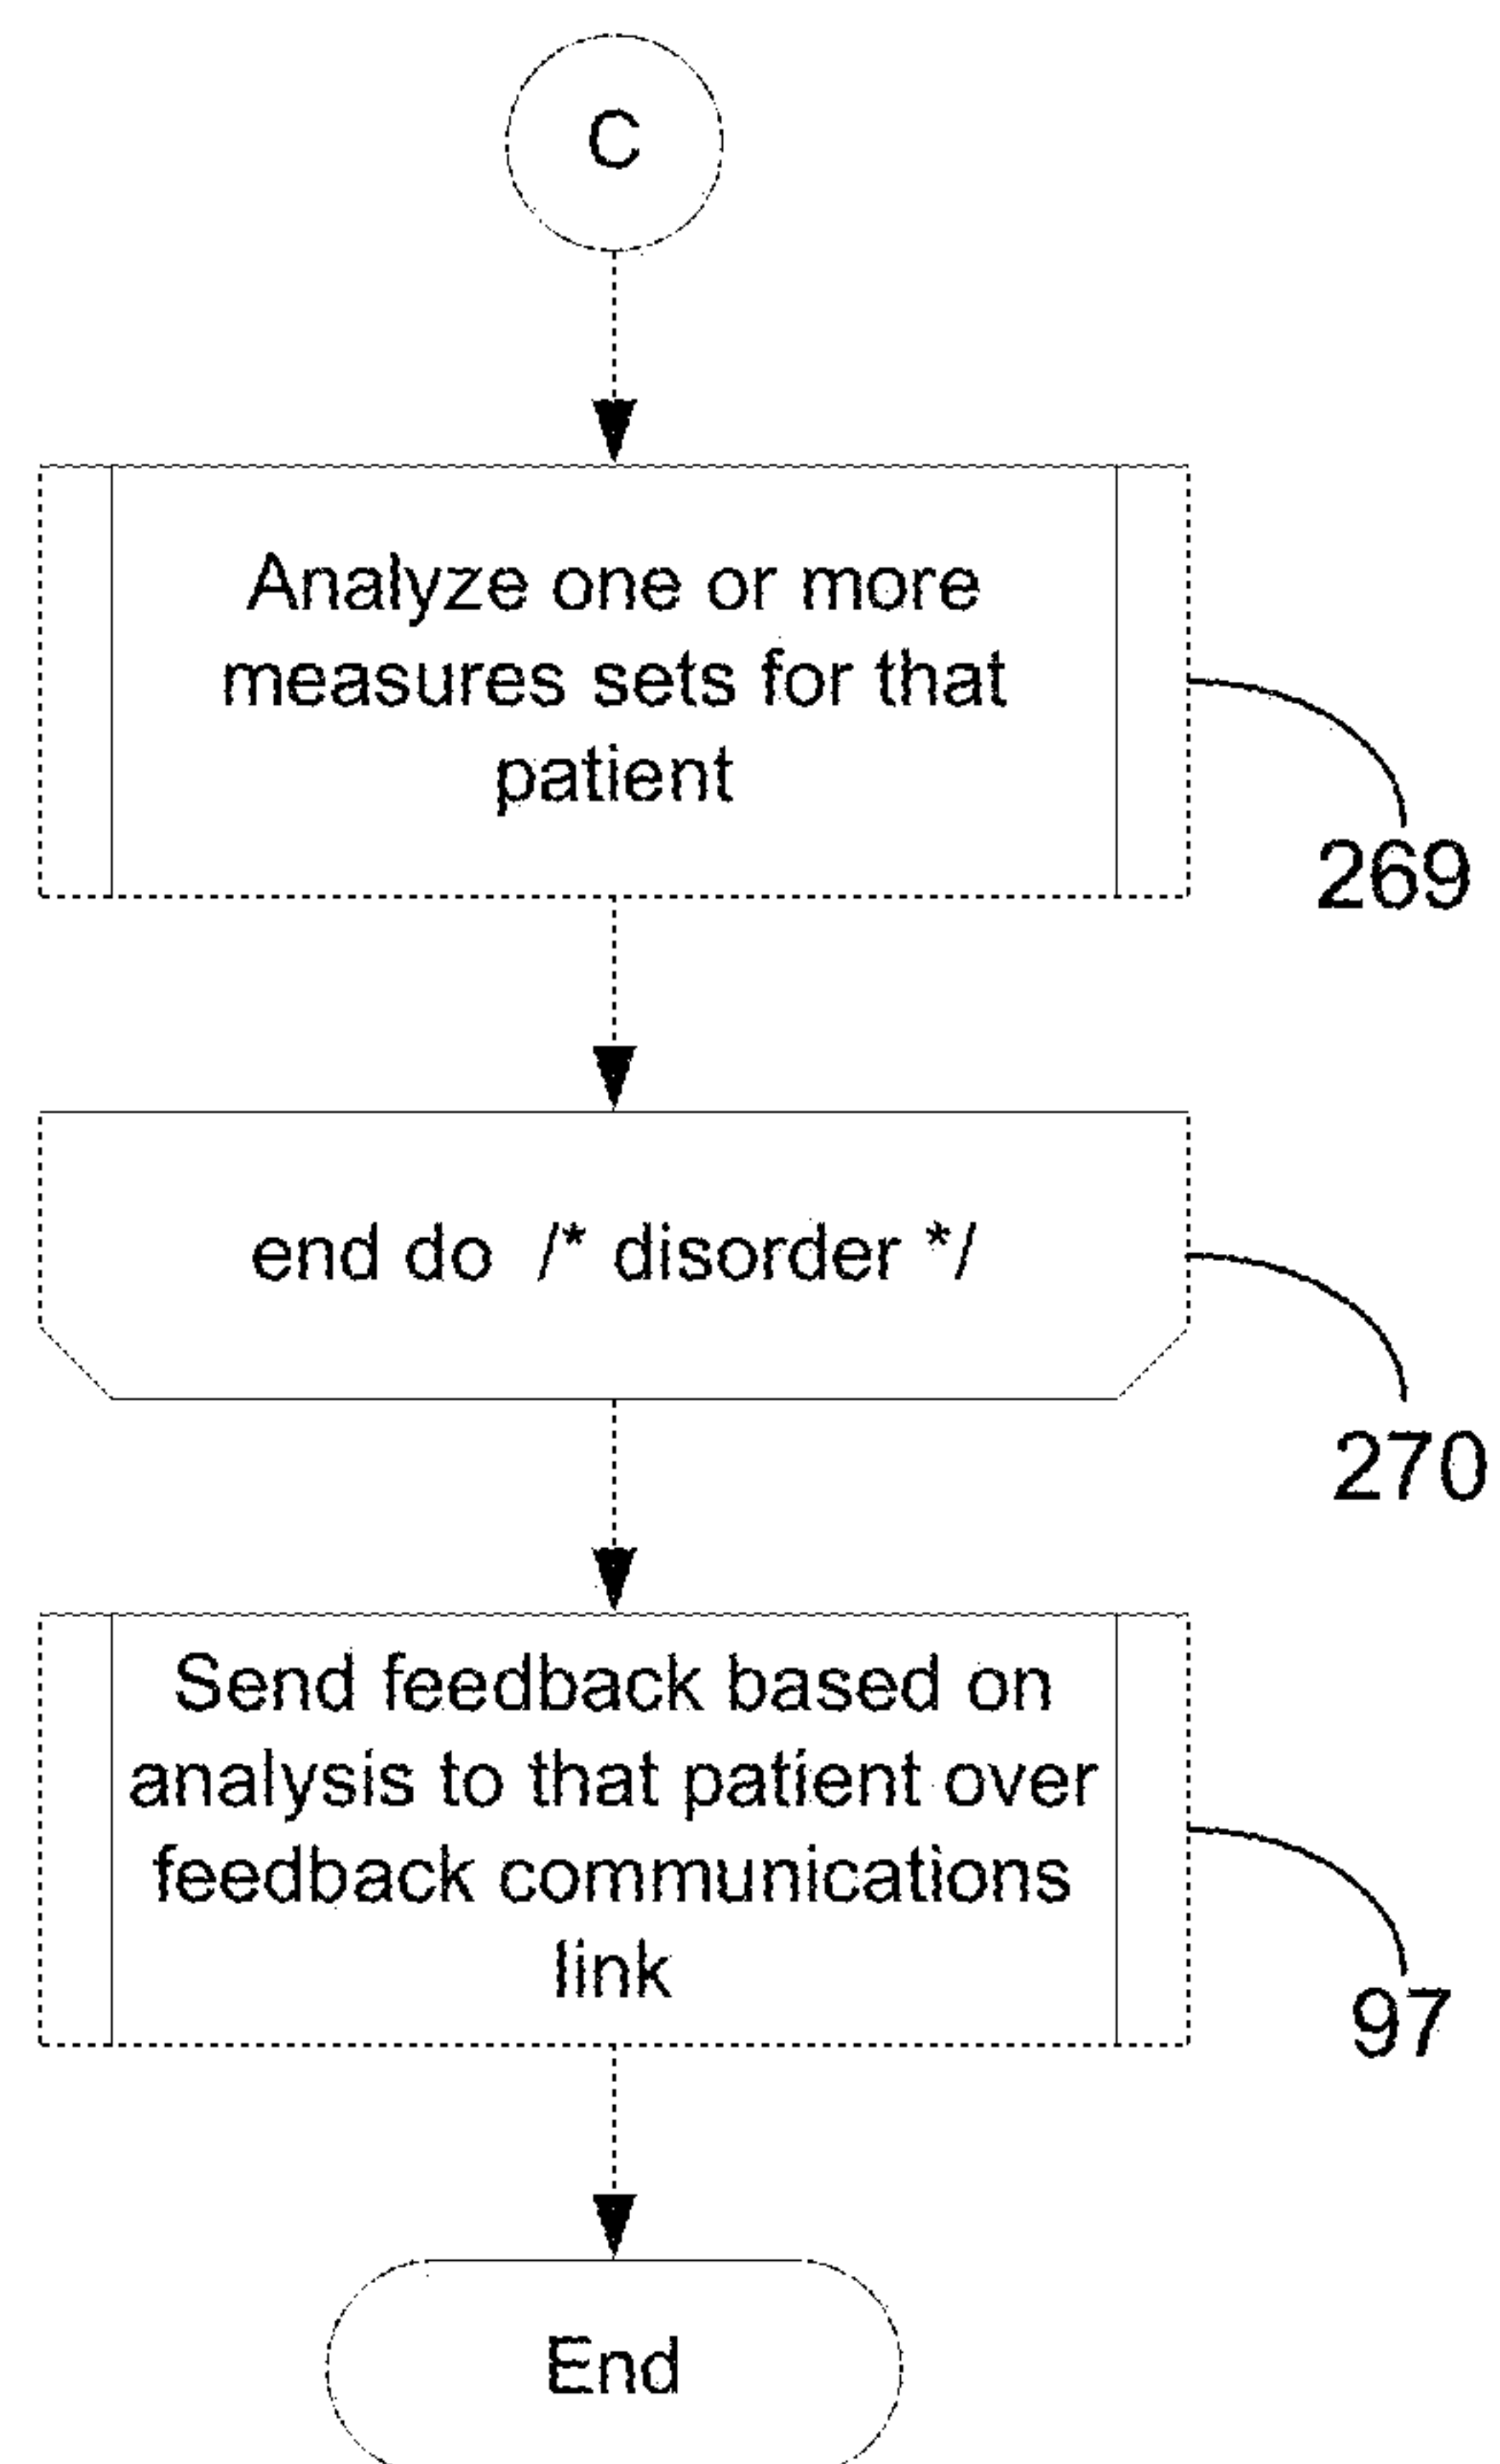 C
Analyze one or more
measures sets for that
patient
269
end do /* disorder */
270
Send feedback based on
analysis to that patient over
feedback communications
link
97
End